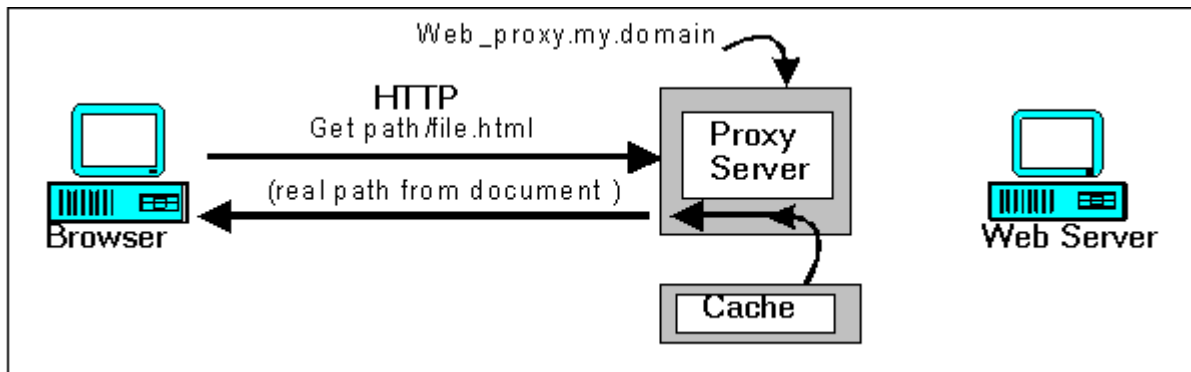 Web_proxy.my.domain
HTTP
Get path/file.html
Proxy
Server
(real path from document )
Browser
Web Server
Cache